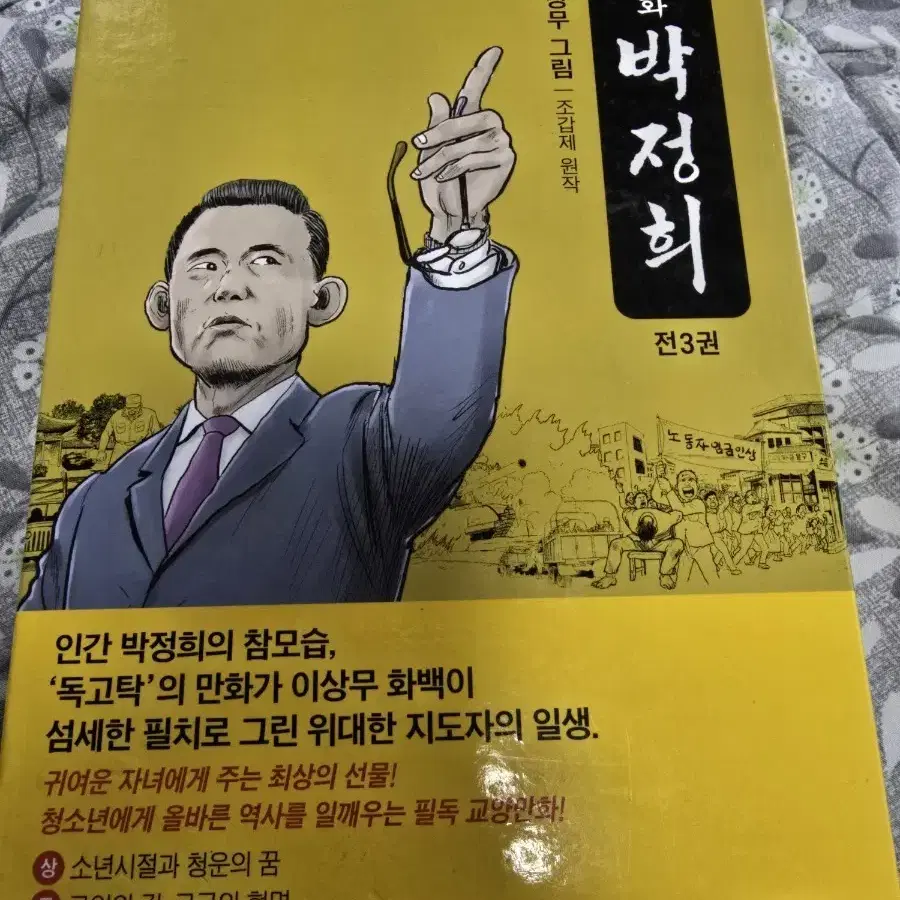 화 박정희
전3권
상무 그림 | 조갑제 원작
노동자 임금인상
인간 박정희의 참모습,
‘독고탁’의 만화가 이상무 화백이
섬세한 필치로 그린 위대한 지도자의 일생.
귀여운 자녀에게 주는 최상의 선물!
청소년에게 올바른 역사를 일깨우는 필독 교양만화!
상 소년시절과 청운의 꿈